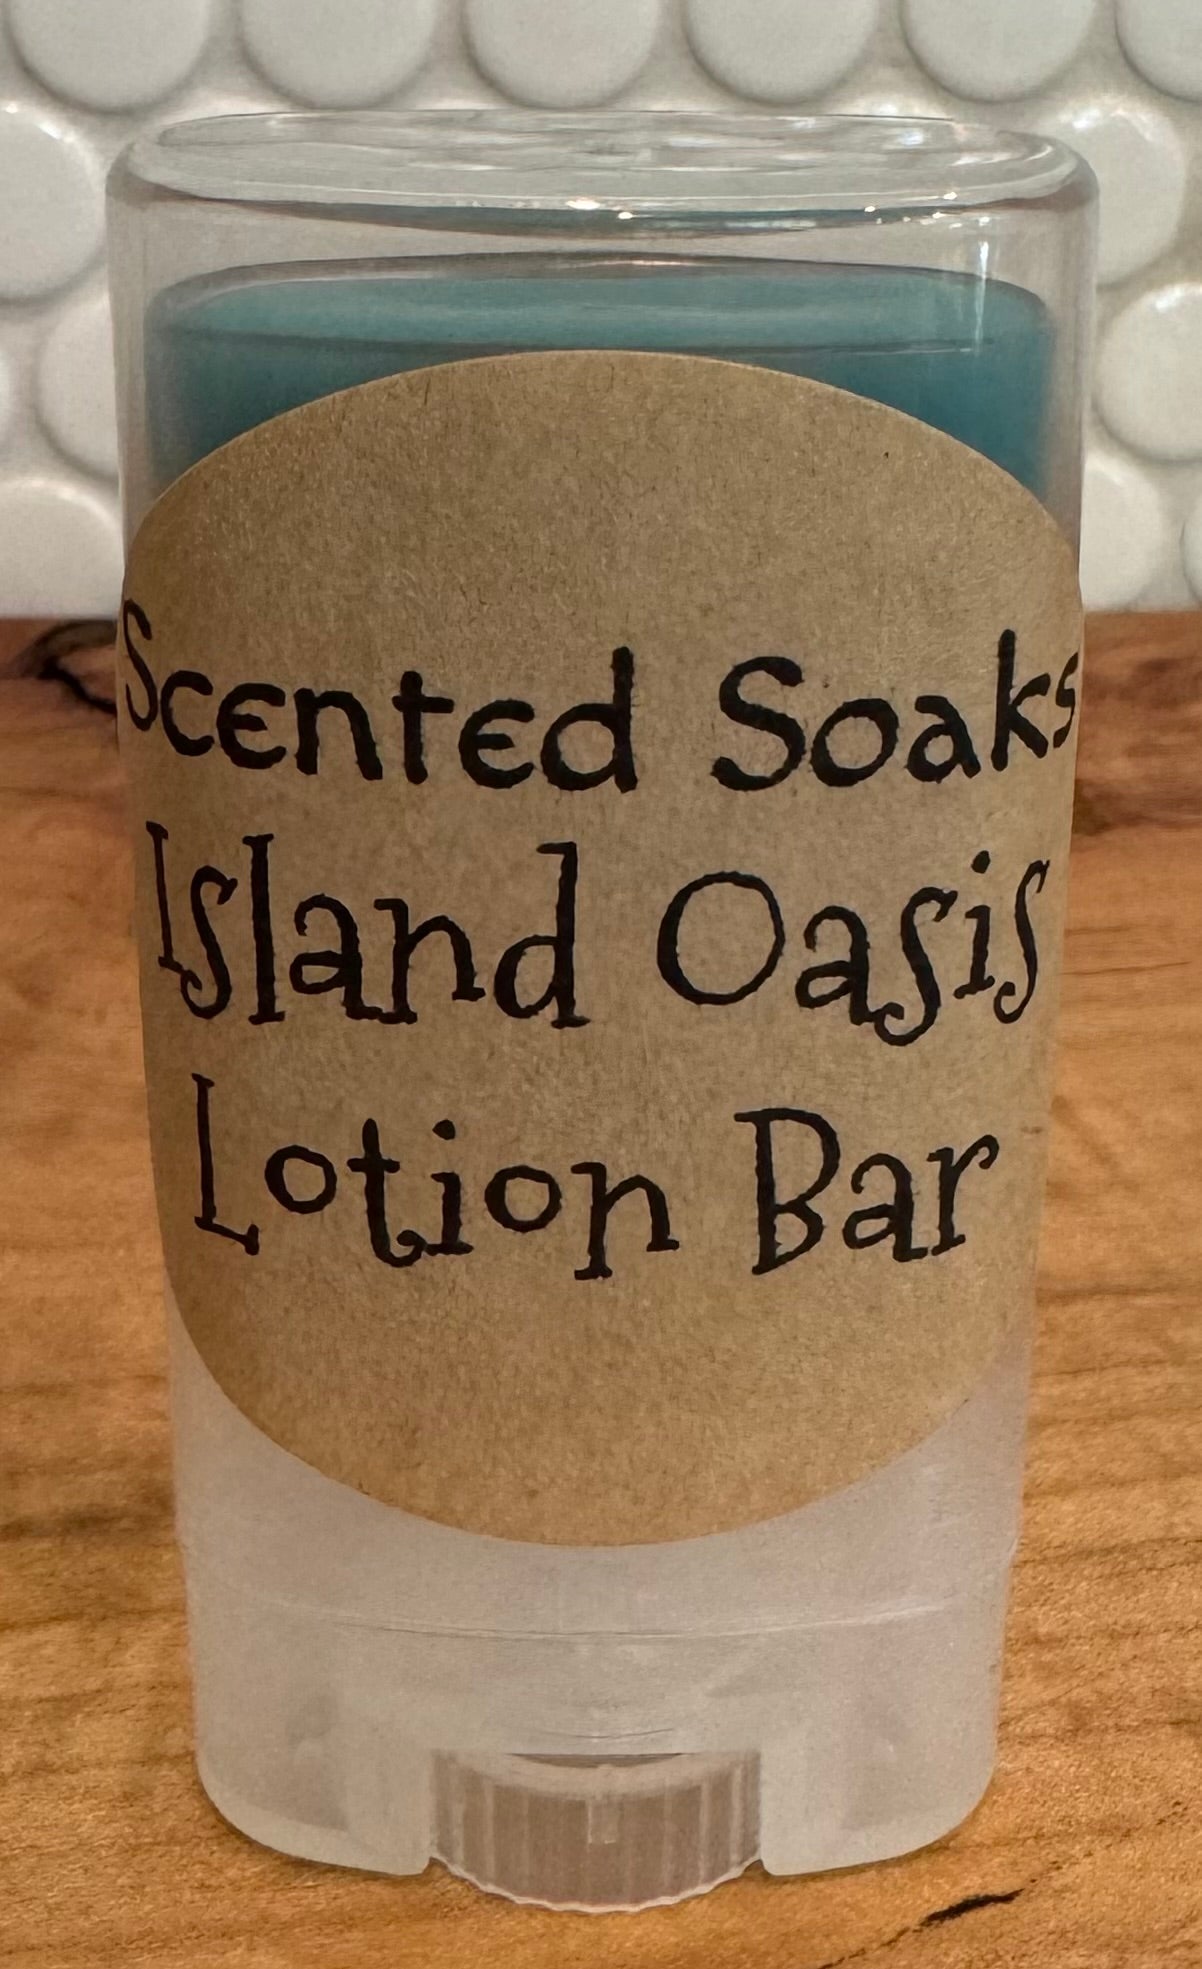 Scented Soaks
Island Oasis
Lotion Bar